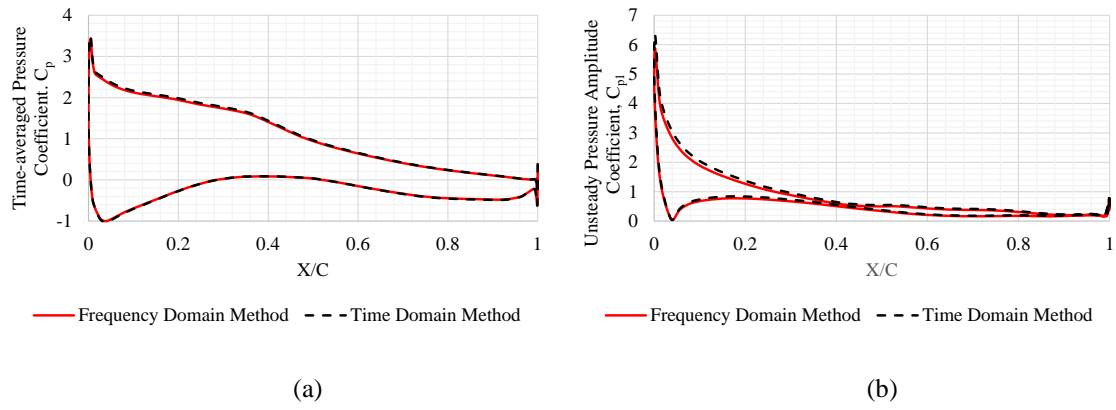 Time-averaged Pressure
Coefficient. Cp
4
3
2
1
0
-1
0
0.2
0.4
0.6
0.8
1
X/C
Frequency Domain Method
Time Domain Method
(a)
Unsteady Pressure Amplitude
Coefficient, Cp1
7
6
5
4
3
2
1
0
0
0.2
0.4
0.6
0.8
1
X/C
Frequency Domain Method
Time Domain Method
(b)